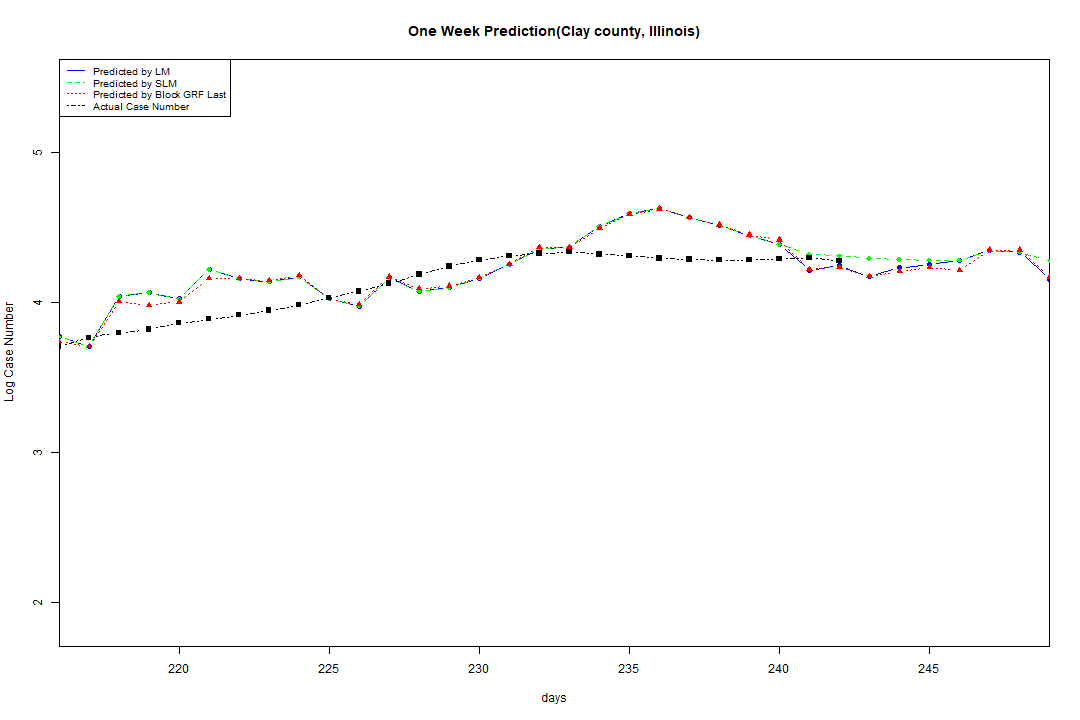 One Week Prediction(Clay county, Illinois)
Predicted by LM
Predicted by SLM
Predicted by Block GRF Last
Actual Case Number
5
4
3
2
Log Case Number
220 225 230 235 240 245
days